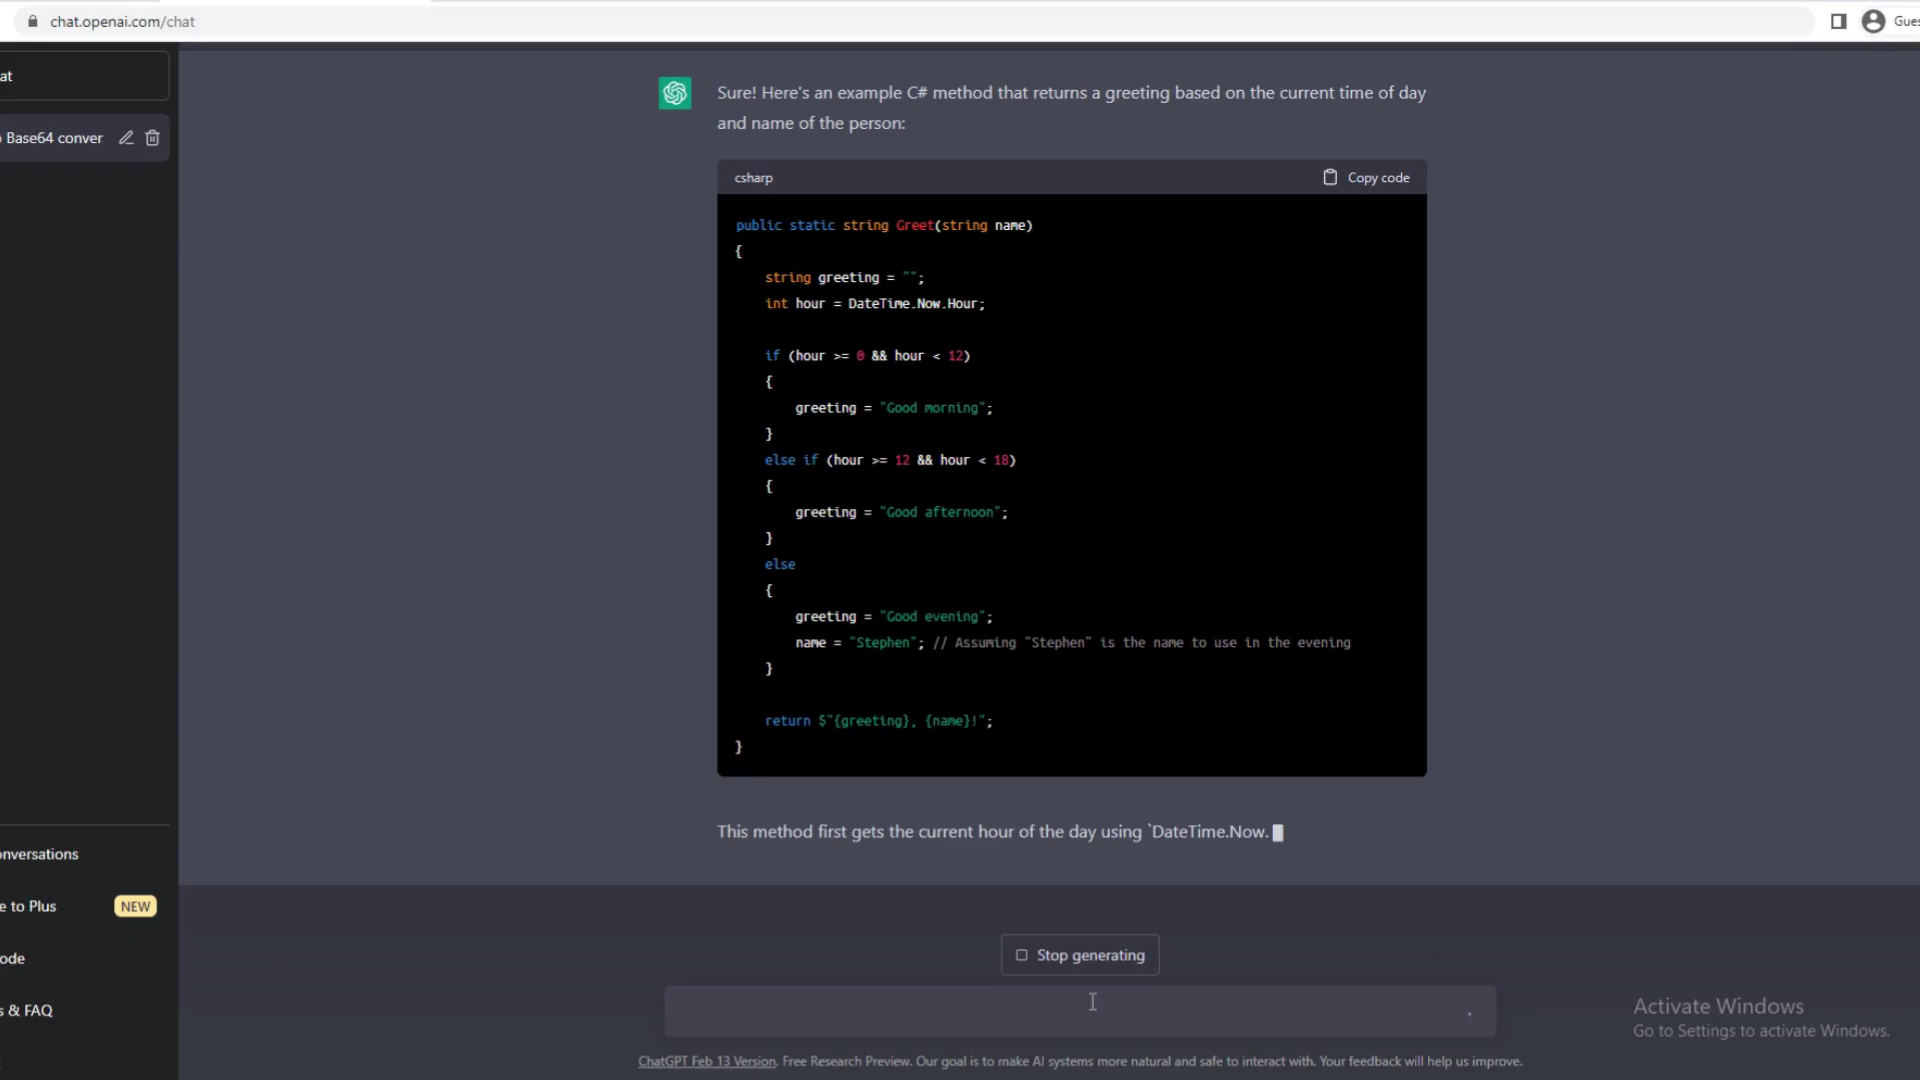 chat.openai.com/chat
Gues
at
Base64 conver
Sure! Here's an example C# method that returns a greeting based on the current time of day
and name of the person:
csharp
Copy code
public static string Greet(string name)
{
    string greeting = "";
    int hour = DateTime.Now.Hour;
    if (hour >= 0 && hour < 12)
    {
        greeting = "Good morning";
    }
    else if (hour >= 12 && hour < 18)
    {
        greeting = "Good afternoon";
    }
    else
    {
        greeting = "Good evening";
        name = "Stephen"; // Assuming "Stephen" is the name to use in the evening
    }
    return $"{greeting}, {name}!";
}
This method first gets the current hour of the day using `DateTime.Now.
onversations
e to Plus NEW
ode
s & FAQ
Stop generating
Activate Windows
Go to Settings to activate Windows.
ChatGPT Feb 13 Version. Free Research Preview. Our goal is to make AI systems more natural and safe to interact with. Your feedback will help us improve.